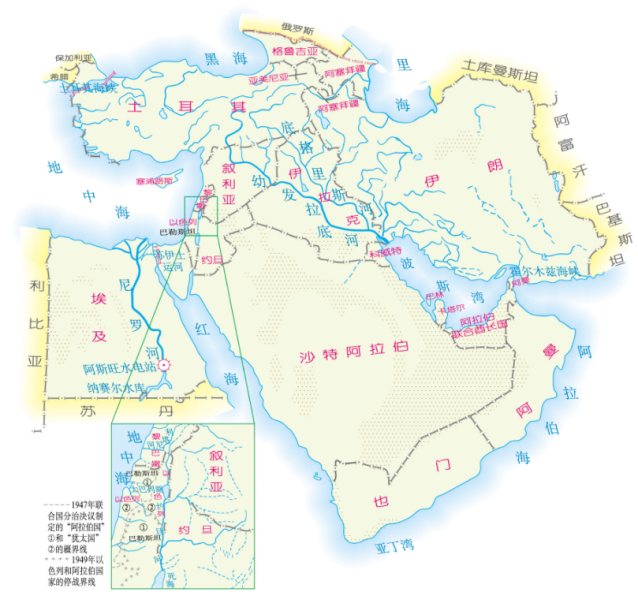 俄罗斯
黑海
格鲁吉亚
里海
保加利亚
希腊
土耳其海峡
亚美尼亚
阿塞拜疆
阿塞拜疆
土库曼斯坦
土耳其
阿富汗
地中海
塞浦路斯
叙利亚
底格里斯河
伊拉克
伊朗
幼发拉底河
黎巴嫩
以色列
巴勒斯坦
约旦
巴基斯坦
苏伊士
运河
科威特
波斯湾
霍尔木兹海峡
阿曼
巴林
卡塔尔
阿拉伯
联合酋长国
利比亚
埃及
尼罗河
红海
沙特阿拉伯
阿斯旺水电站
纳赛尔水库
苏丹
阿曼
阿拉伯海
也门
亚丁湾
地中海
黎巴嫩
叙利亚
巴勒斯坦
①
以色列
②
②
①
巴勒斯坦
约旦
约旦河
死海
1947年联
合国分治决议制
定的“阿拉伯国”
①和“犹太国”
②的疆界线
1949年以
色列和阿拉伯国
家的停战界线